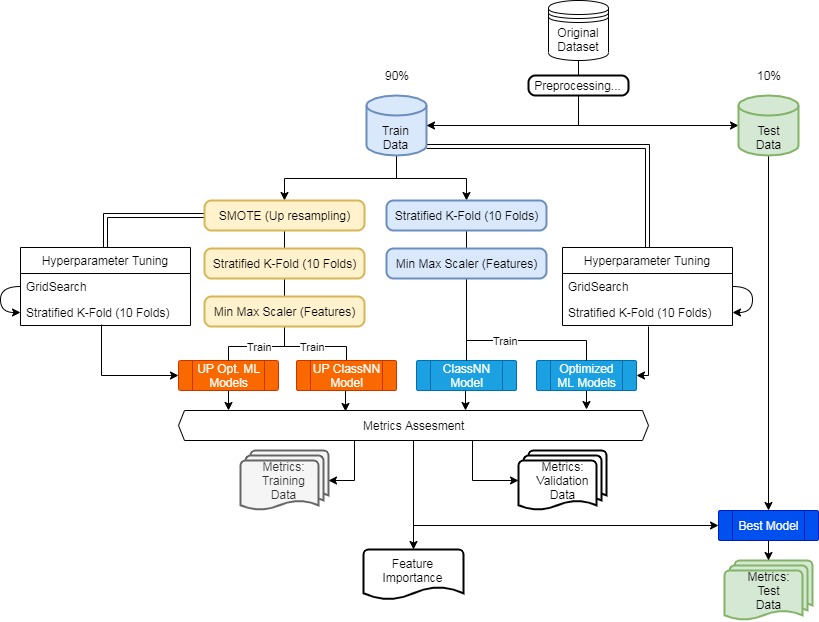 Original
Dataset
Preprocessing...
90%
10%
Train
Data
Test
Data
SMOTE (Up resampling)
Stratified K-Fold (10 Folds)
Stratified K-Fold (10 Folds)
Min Max Scaler (Features)
Min Max Scaler (Features)
Hyperparameter Tuning
GridSearch
Stratified K-Fold (10 Folds)
Hyperparameter Tuning
GridSearch
Stratified K-Fold (10 Folds)
Train
Train
Train
UP Opt. ML
Models
UP ClassNN
Model
ClassNN
Model
Optimized
ML Models
Metrics Assesment
Metrics:
Training
Data
Metrics:
Validation
Data
Best Model
Feature
Importance
Metrics:
Test
Data